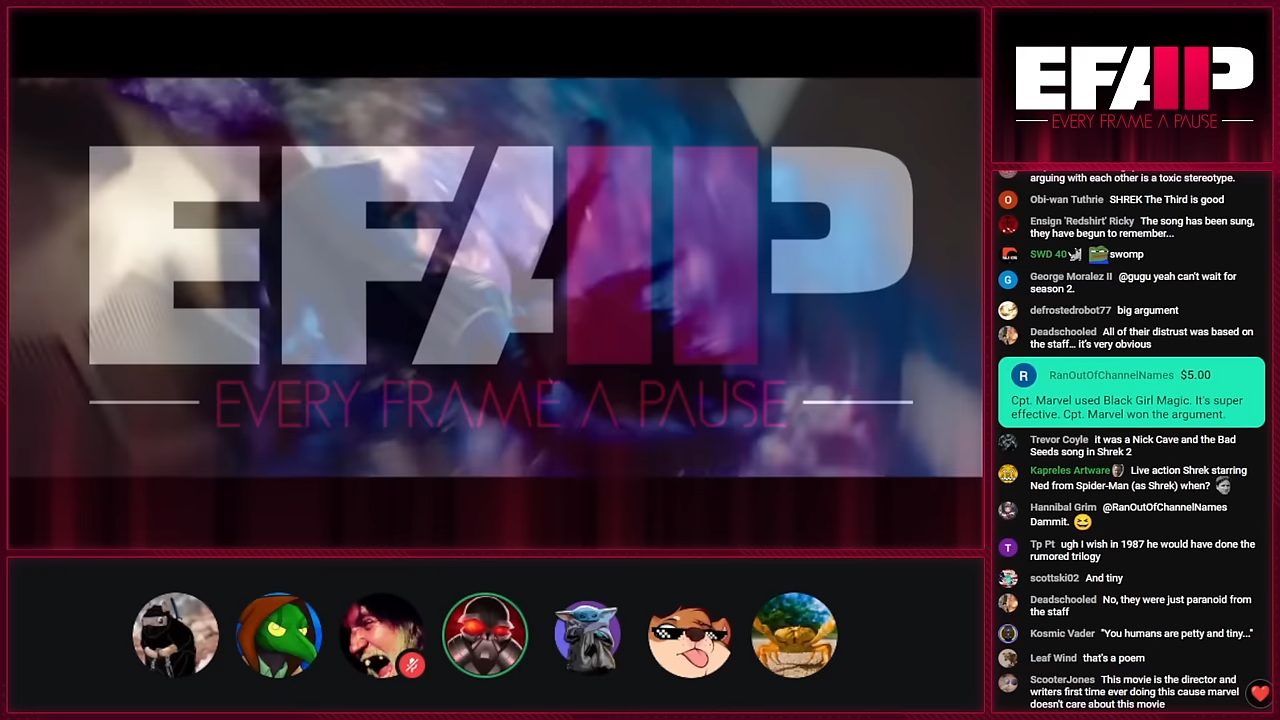 EFAP
EVERY FRAME A PAUSE
EFAP
EVERY FRAME A PAUSE
arguing with each other is a toxic stereotype.
Obi-wan Tuthrie SHREK The Third is good
Ensign 'Redshirt' Ricky The song has been sung,
they have begun to remember...
SWD 40 swomp
George Moralez II @gugu yeah can't wait for
season 2.
defrostedrobot77 big argument
Deadschooled All of their distrust was based on
the staff... it's very obvious
R RanOutOfChannelNames $5.00
Cpt. Marvel used Black Girl Magic. It's super
effective. Cpt. Marvel won the argument.
Trevor Coyle it was a Nick Cave and the Bad
Seeds song in Shrek 2
Kapreles Artware Live action Shrek starring
Ned from Spider-Man (as Shrek) when?
Hannibal Grim @RanOutOfChannelNames
Dammit.
T Tp Pt ugh I wish in 1987 he would have done the
rumored trilogy
scottski02 And tiny
Deadschooled No, they were just paranoid from
the staff
Kosmic Vader "You humans are petty and tiny..."
Leaf Wind that's a poem
ScooterJones This movie is the director and
writers first time ever doing this cause marvel
doesn't care about this movie